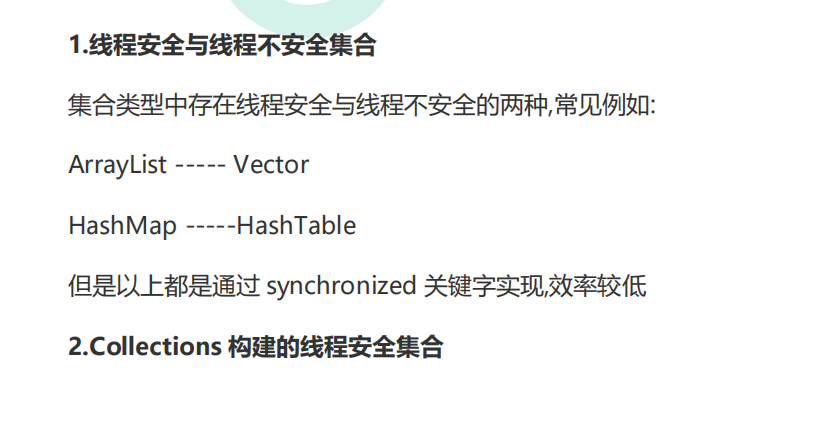 1.线程安全与线程不安全集合
集合类型中存在线程安全与线程不安全的两种,常见例如:
ArrayList ----- Vector
HashMap -----HashTable
但是以上都是通过 synchronized 关键字实现,效率较低
2.Collections 构建的线程安全集合